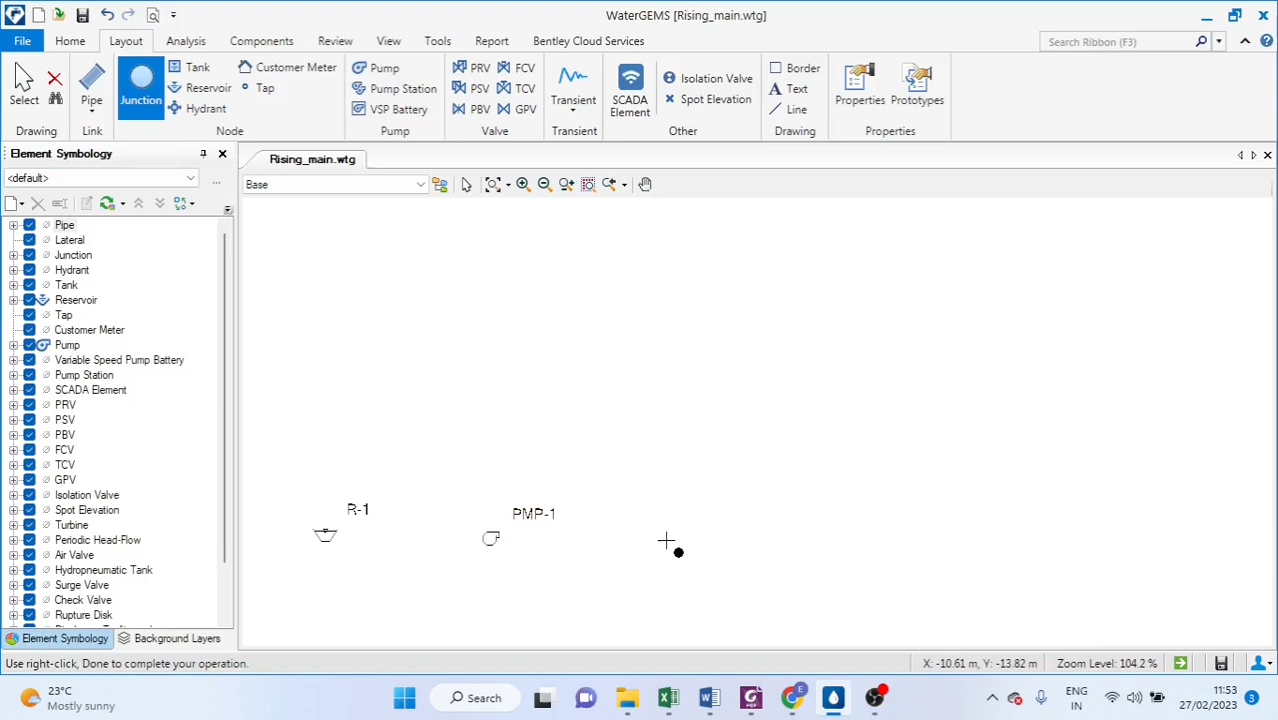 WaterGEMS [Rising_main.wtg]
File Home Layout Analysis Components Review View Tools Report Bentley Cloud Services Search Ribbon (F3)
Select Pipe Junction Tank Reservoir Hydrant Customer Meter Tap Pump Pump Station VSP Battery PRV PSV PBV FCV TCV GPV Transient SCADA Element Isolation Valve Spot Elevation Border Text Line Properties Prototypes
Drawing Link Node Pump Valve Transient Other Drawing Properties
Element Symbology
Rising_main.wtg
<default>
...
Base
Pipe
Lateral
Junction
Hydrant
Tank
Reservoir
Tap
Customer Meter
Pump
Variable Speed Pump Battery
Pump Station
SCADA Element
PRV
PSV
PBV
FCV
TCV
GPV
Isolation Valve
Spot Elevation
Turbine
Periodic Head-Flow
Air Valve
Hydropneumatic Tank
Surge Valve
Check Valve
Rupture Disk
R-1
PMP-1
Element Symbology Background Layers
Use right-click, Done to complete your operation.
X: -10.61 m, Y: -13.82 m Zoom Level: 104.2 %
23°C
Mostly sunny
Search
ENG
IN
11:53
27/02/2023
3